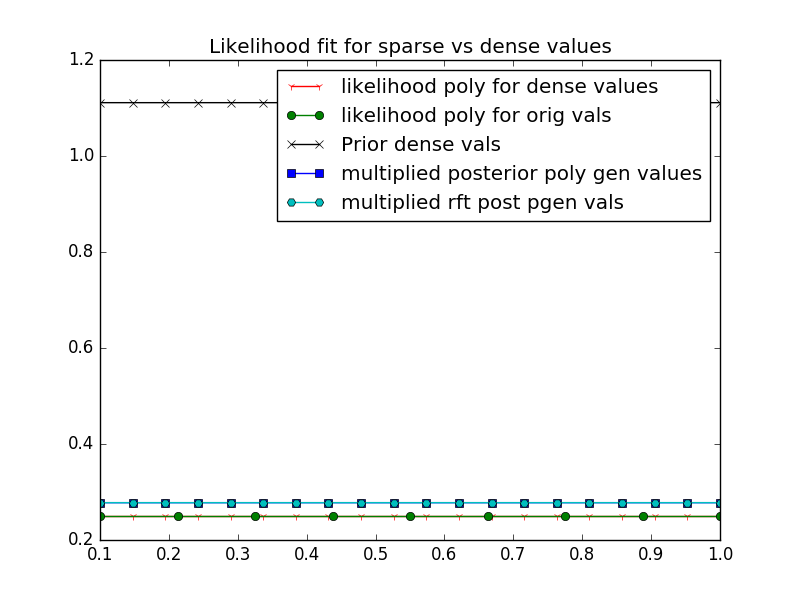 Likelihood fit for sparse vs dense values
likelihood poly for dense values
likelihood poly for orig vals
Prior dense vals
multiplied posterior poly gen values
multiplied rft post pgen vals
1.2
1.0
0.8
0.6
0.4
0.2
0.1 0.2 0.3 0.4 0.5 0.6 0.7 0.8 0.9 1.0